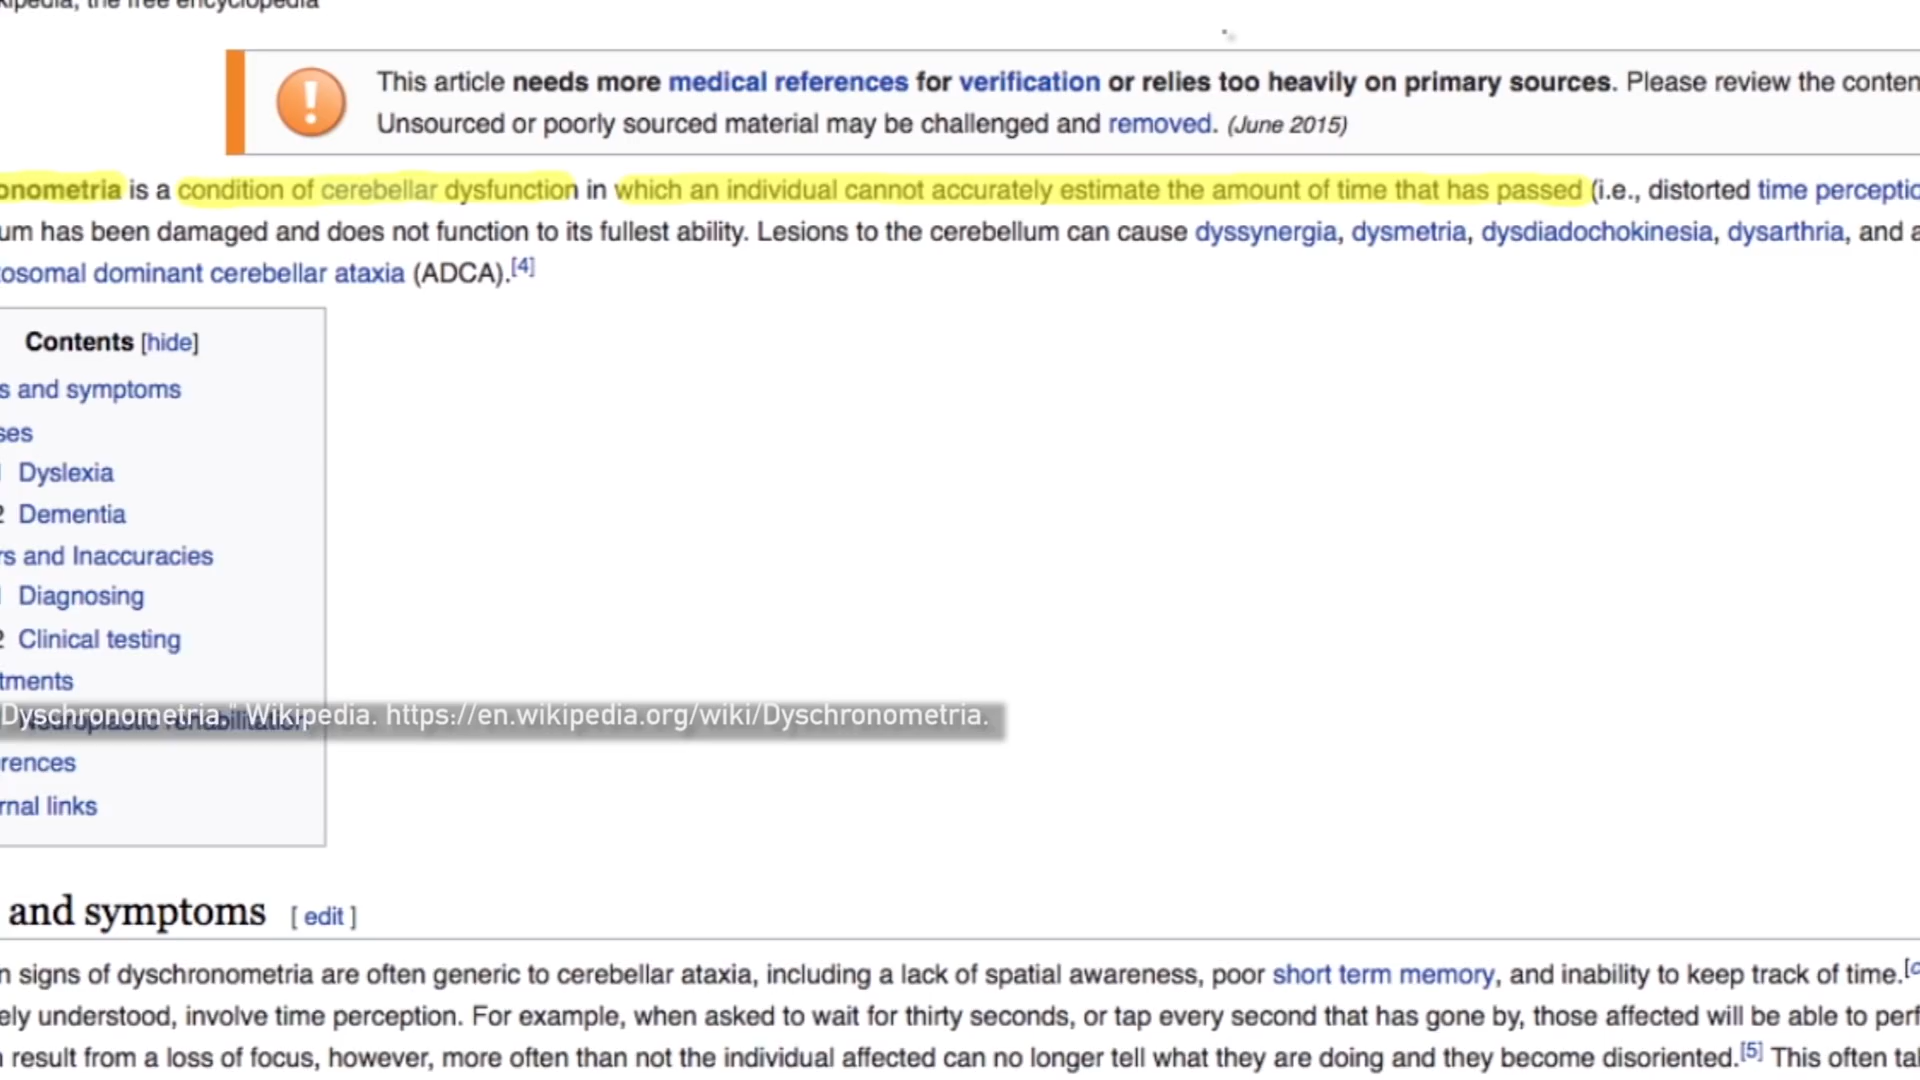 the free encyclopedia
This article needs more medical references for verification or relies too heavily on primary sources. Please review the conten
Unsourced or poorly sourced material may be challenged and removed. (June 2015)
onometria is a condition of cerebellar dysfunction in which an individual cannot accurately estimate the amount of time that has passed (i.e., distorted time perceptio
um has been damaged and does not function to its fullest ability. Lesions to the cerebellum can cause dyssynergia, dysmetria, dysdiadochokinesia, dysarthria, and a
osomal dominant cerebellar ataxia (ADCA).[4]
Contents [hide]
s and symptoms
ses
Dyslexia
2 Dementia
rs and Inaccuracies
Diagnosing
2 Clinical testing
tments
Dyschronometria." Wikipedia. https://en.wikipedia.org/wiki/Dyschronometria.
rences
rnal links
and symptoms [ edit ]
n signs of dyschronometria are often generic to cerebellar ataxia, including a lack of spatial awareness, poor short term memory, and inability to keep track of time.[c
ely understood, involve time perception. For example, when asked to wait for thirty seconds, or tap every second that has gone by, those affected will be able to perf
result from a loss of focus, however, more often than not the individual affected can no longer tell what they are doing and they become disoriented.[5] This often tal